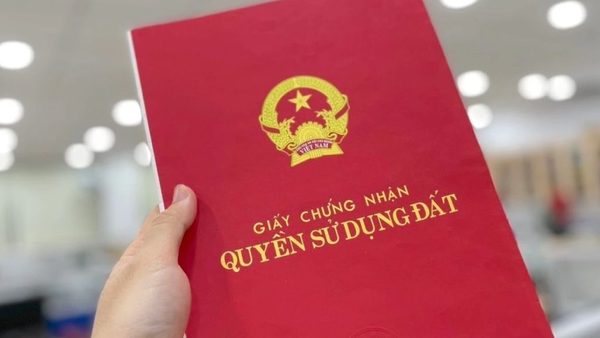 VIỆT NAM
GIẤY CHỨNG NHẬN
QUYỀN SỬ DỤNG ĐẤT